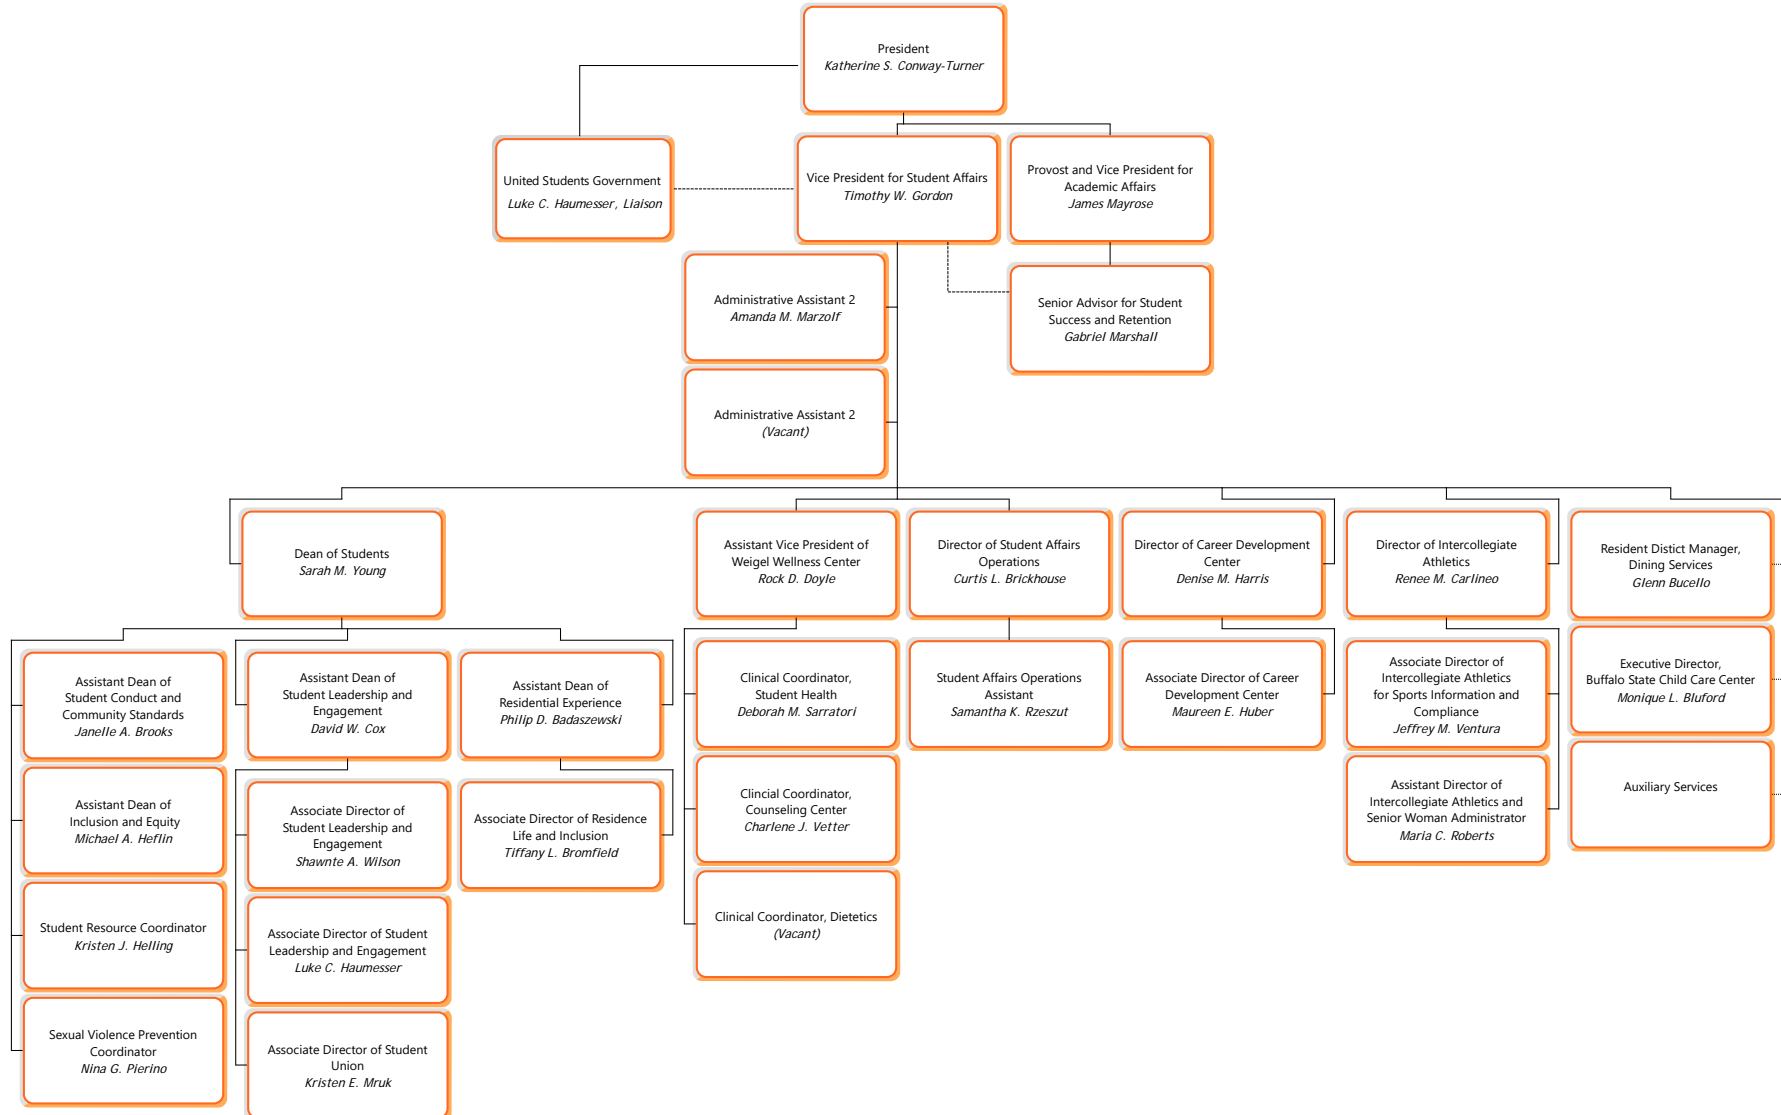 President
Katherine S. Conway-Turner
United Students Government
Luke C. Haumesser, Liaison
Vice President for Student Affairs
Timothy W. Gordon
Provost and Vice President for
Academic Affairs
James Mayrose
Administrative Assistant 2
Amanda M. Marzolf
Senior Advisor for Student
Success and Retention
Gabriel Marshall
Administrative Assistant 2
(Vacant)
Dean of Students
Sarah M. Young
Assistant Vice President of
Weigel Wellness Center
Rock D. Doyle
Director of Student Affairs
Operations
Curtis L. Brickhouse
Director of Career Development
Center
Denise M. Harris
Director of Intercollegiate
Athletics
Renee M. Carlineo
Resident Distict Manager,
Dining Services
Glenn Bucello
Assistant Dean of
Student Conduct and
Community Standards
Janelle A. Brooks
Assistant Dean of
Student Leadership and
Engagement
David W. Cox
Assistant Dean of
Residential Experience
Philip D. Badaszewski
Clinical Coordinator,
Student Health
Deborah M. Sarratori
Student Affairs Operations
Assistant
Samantha K. Rzeszut
Associate Director of Career
Development Center
Maureen E. Huber
Associate Director of
Intercollegiate Athletics
for Sports Information and
Compliance
Jeffrey M. Ventura
Executive Director,
Buffalo State Child Care Center
Monique L. Bluford
Assistant Dean of
Inclusion and Equity
Michael A. Heflin
Associate Director of
Student Leadership and
Engagement
Shawnte A. Wilson
Associate Director of Residence
Life and Inclusion
Tiffany L. Bromfield
Clincial Coordinator,
Counseling Center
Charlene J. Vetter
Assistant Director of
Intercollegiate Athletics and
Senior Woman Administrator
Maria C. Roberts
Auxiliary Services
Student Resource Coordinator
Kristen J. Helling
Associate Director of Student
Leadership and Engagement
Luke C. Haumesser
Clinical Coordinator, Dietetics
(Vacant)
Sexual Violence Prevention
Coordinator
Nina G. Pierino
Associate Director of Student
Union
Kristen E. Mruk